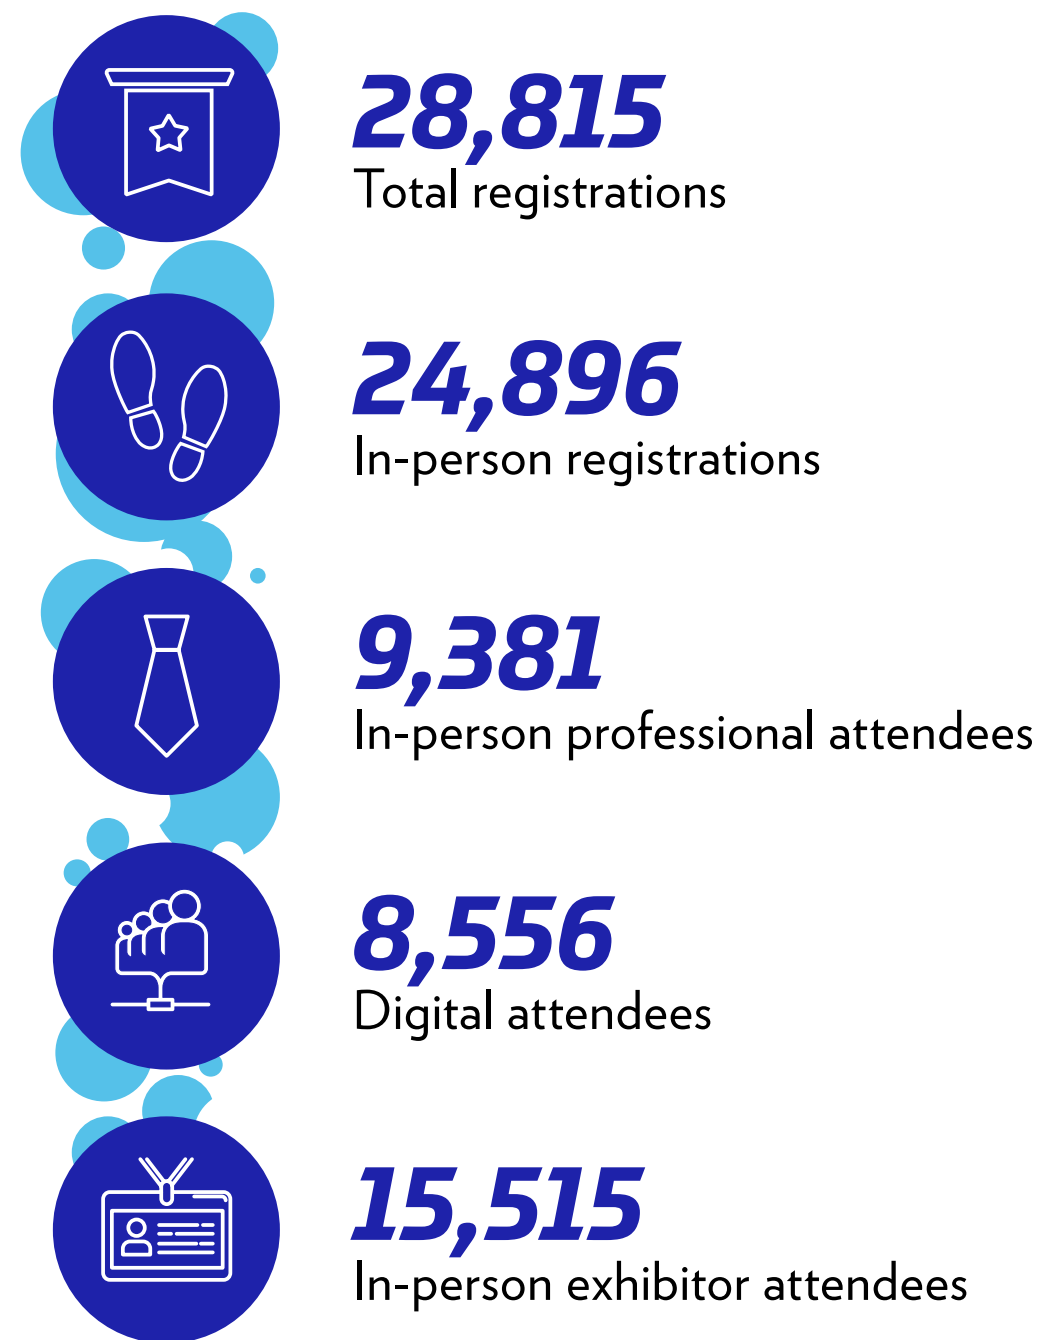 28,815
Total registrations
24,896
In-person registrations
9,381
In-person professional attendees
8,556
Digital attendees
15,515
In-person exhibitor attendees